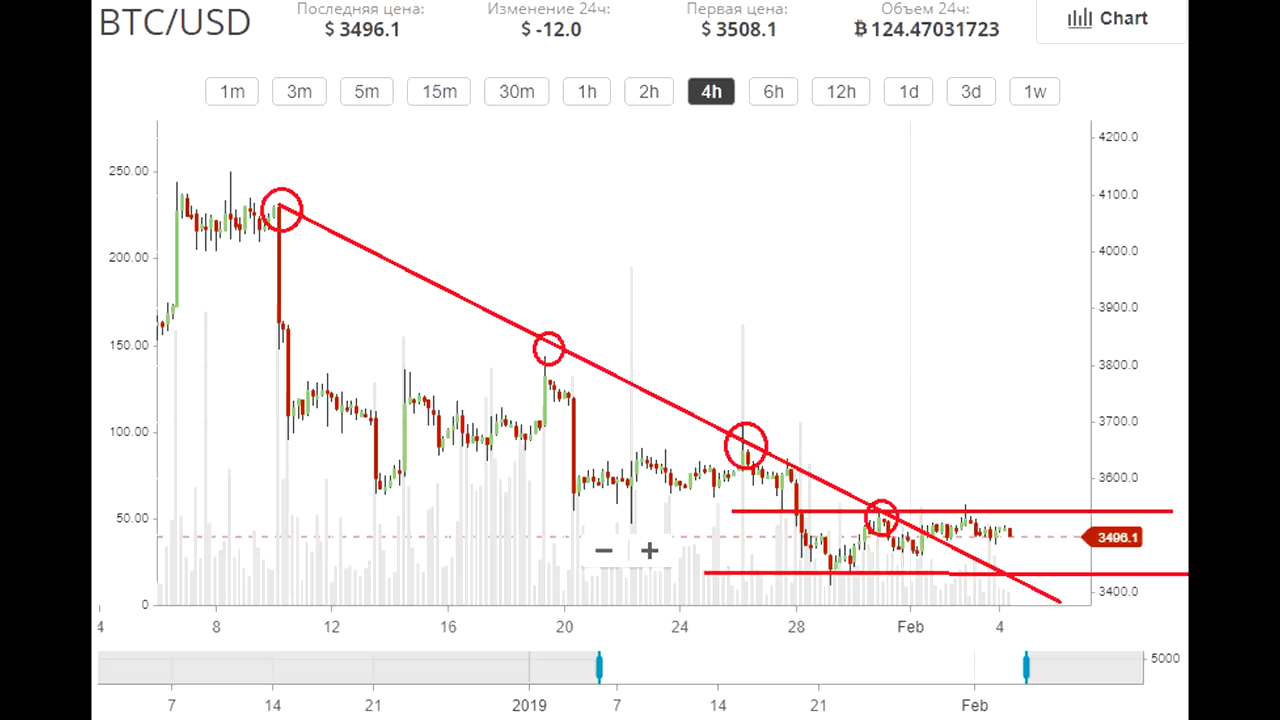 BTC/USD
Последняя цена:
$ 3496.1
Изменение 24ч:
$ -12.0
Первая цена:
$ 3508.1
Объем 24ч:
Ƀ 124.47031723
Chart
1m 3m 5m 15m 30m 1h 2h 4h 6h 12h 1d 3d 1w
250.00
200.00
150.00
100.00
50.00
0
4200.0
4100.0
4000.0
3900.0
3800.0
3700.0
3600.0
3496.1
3400.0
− +
4 8 12 16 20 24 28 Feb 4
5000
7 14 21 2019 7 14 21 Feb